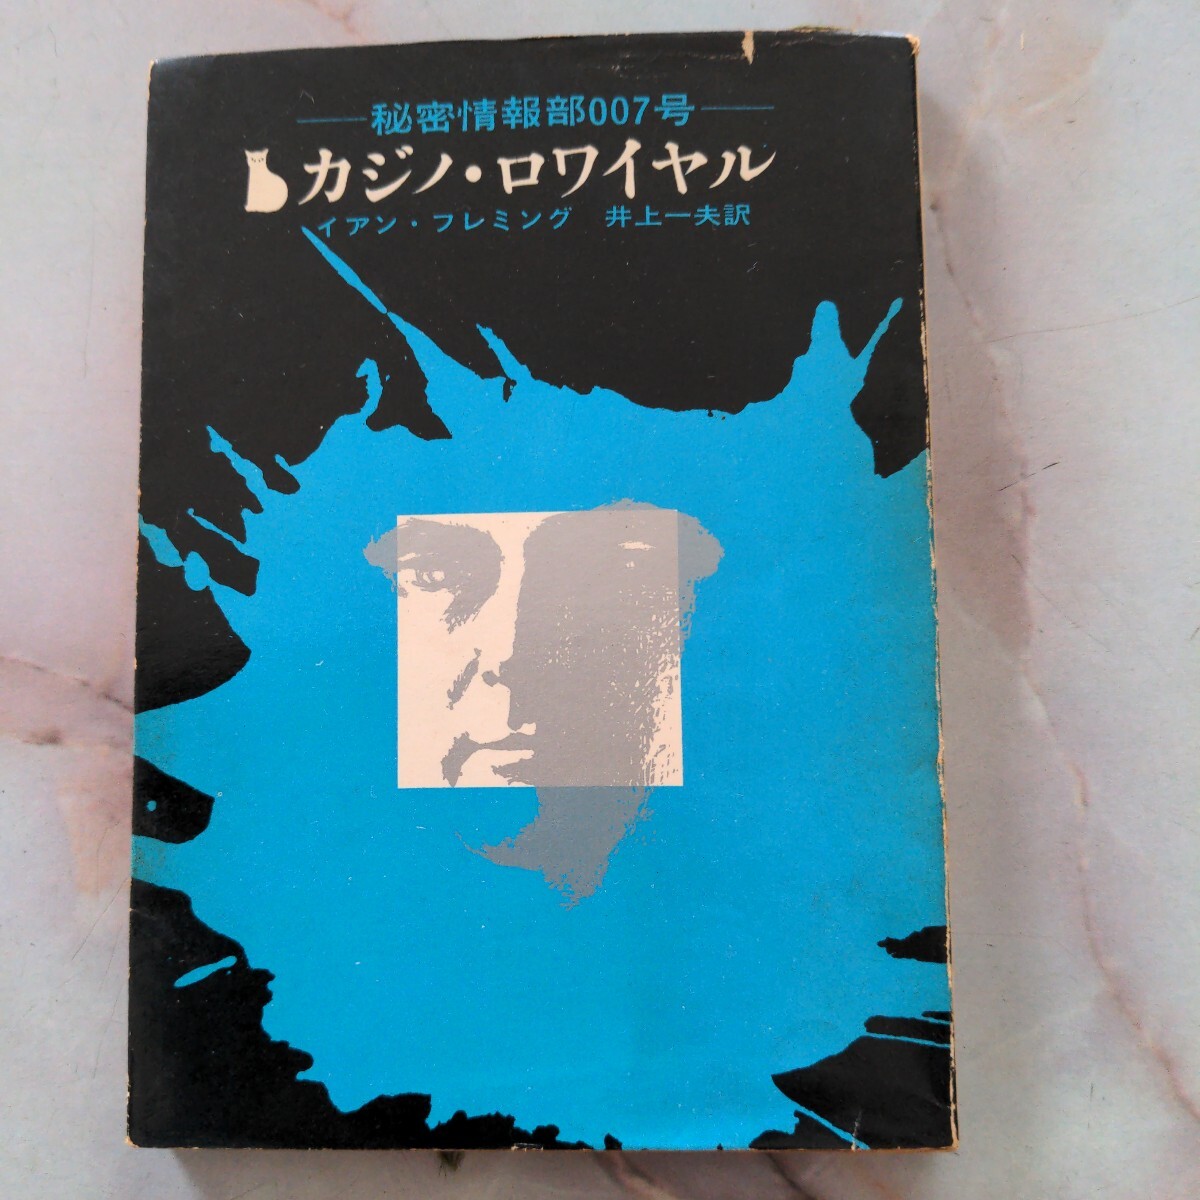 秘密情報部007号
カジノ・ロワイヤル
イアン・フレミング 井上一夫訳